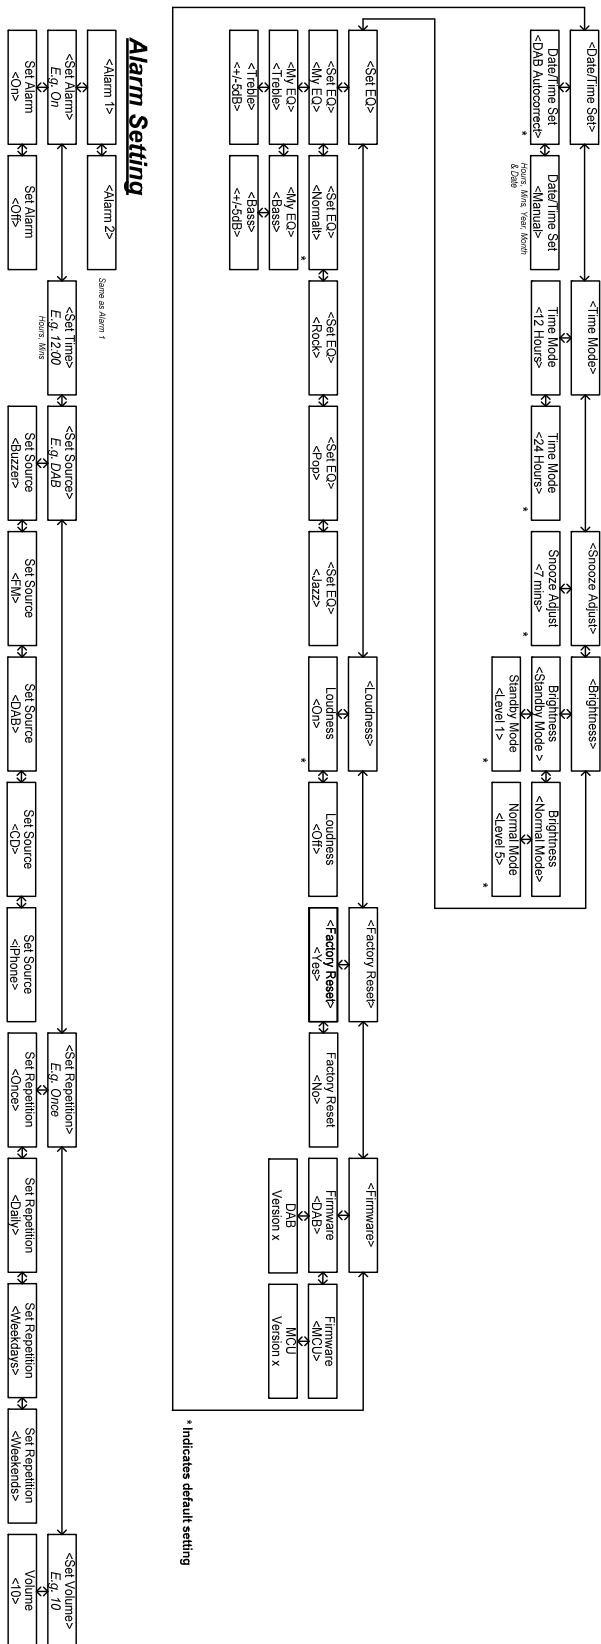 <Date/Time Set>
<Time Mode>
<Snooze Adjust>
<Brightness>
Date/Time Set
<DAB Autocorrect>
*
Date/Time Set
<Manual>
Hours, Mins, Year, Month
& Date
Time Mode
<12 Hours>
Time Mode
<24 Hours>
*
Snooze Adjust
<7 mins>
*
Brightness
<Standby Mode >
Brightness
<Normal Mode>
Standby Mode
<Level 1>
*
Normal Mode
<Level 5>
*
<Set EQ>
<Loudness>
<Factory Reset>
<Firmware>
<Set EQ>
<My EQ>
<Set EQ>
<Normalt>
*
<Set EQ>
<Rock>
<Set EQ>
<Pop>
<Set EQ>
<Jazz>
Loudness
<On>
*
Loudness
<Off>
<Factory Reset>
<Yes>
Factory Reset
<No>
Firmware
<DAB>
Firmware
<MCU>
<My EQ>
<Treble>
<My EQ>
<Bass>
DAB
Version x
MCU
Version x
<Treble>
<+/-5dB>
<Bass>
<+/-5dB>
* Indicates default setting
Alarm Setting
<Alarm 1>
<Alarm 2>
Same as Alarm 1
<Set Alarm>
E.g. On
<Set Time>
E.g. 12:00
Hours, Mins
<Set Source>
E.g. DAB
<Set Repetition>
E.g. Once
<Set Volume>
E.g. 10
Set Alarm
<On>
Set Alarm
<Off>
Set Source
<Buzzer>
Set Source
<FM>
Set Source
<DAB>
Set Source
<CD>
Set Source
<iPhone>
Set Repetition
<Once>
Set Repetition
<Daily>
Set Repetition
<Weekdays>
Set Repetition
<Weekends>
Volume
<10>